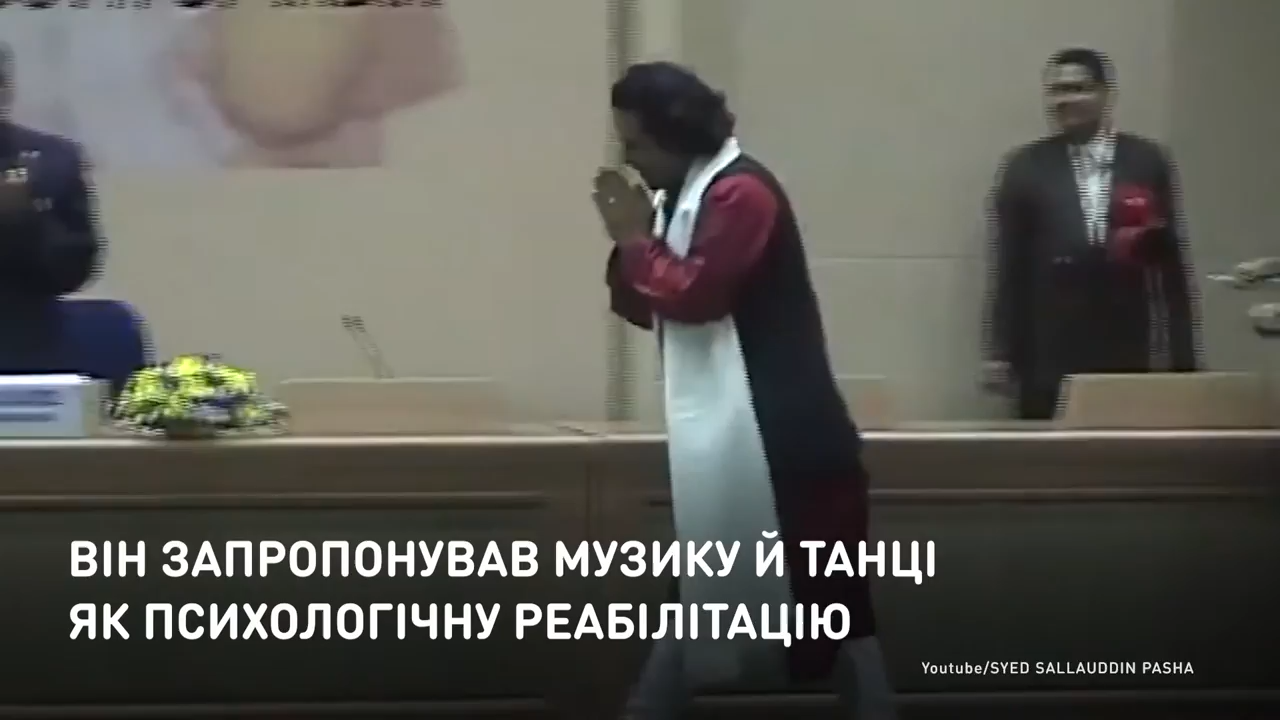 ВІН ЗАПРОПОНУВАВ МУЗИКУ Й ТАНЦІ
ЯК ПСИХОЛОГІЧНУ РЕАБІЛІТАЦІЮ
Youtube/SYED SALLAUDDIN PASHA